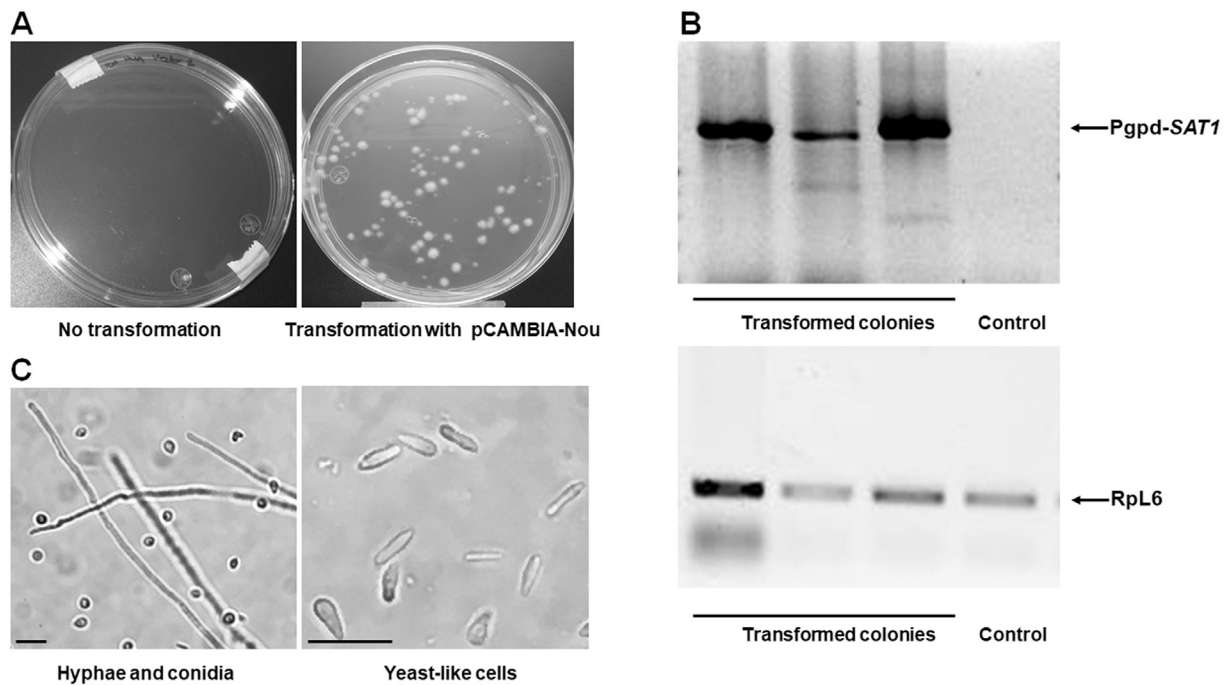 A
No transformation
Transformation with pCAMBIA-Nou
B
Pgpd-SAT1
Transformed colonies
Control
RpL6
Transformed colonies
Control
C
Hyphae and conidia
Yeast-like cells